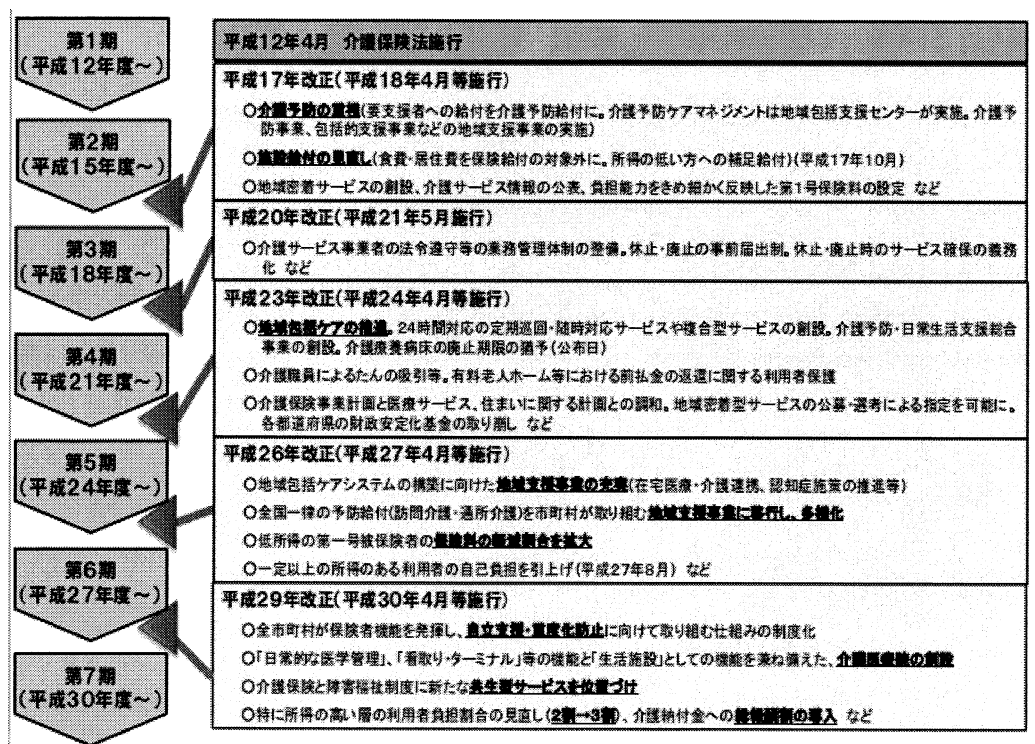 第1期
(平成12年度~)
第2期
(平成15年度~)
第3期
(平成18年度~)
第4期
(平成21年度~)
第5期
(平成24年度~)
第6期
(平成27年度~)
第7期
(平成30年度~)
平成12年4月 介護保険法施行
平成17年改正(平成18年4月等施行)
○介護予防の重視(要支援者への給付を介護予防給付に。介護予防ケアマネジメントは地域包括支援センターが実施。介護予
防事業、包括的支援事業などの地域支援事業の実施)
○施設給付の見直し(食費・居住費を保険給付の対象外に。所得の低い方への補足給付)(平成17年10月)
○地域密着サービスの創設、介護サービス情報の公表、負担能力をきめ細かく反映した第1号保険料の設定 など
平成20年改正(平成21年5月施行)
○介護サービス事業者の法令遵守等の業務管理体制の整備。休止・廃止の事前届出制。休止・廃止時のサービス確保の義務
化 など
平成23年改正(平成24年4月等施行)
○地域包括ケアの推進。24時間対応の定期巡回・随時対応サービスや複合型サービスの創設。介護予防・日常生活支援総合
事業の創設。介護療養病床の廃止期限の猶予(公布日)
○介護職員によるたんの吸引等。有料老人ホーム等における前払金の返還に関する利用者保護
○介護保険事業計画と医療サービス、住まいに関する計画との調和。地域密着型サービスの公募・選考による指定を可能に。
各都道府県の財政安定化基金の取り崩し など
平成26年改正(平成27年4月等施行)
○地域包括ケアシステムの構築に向けた地域支援事業の充実(在宅医療・介護連携、認知症施策の推進等)
○全国一律の予防給付(訪問介護・通所介護)を市町村が取り組む地域支援事業に移行し、多様化
○低所得の第一号被保険者の保険料の軽減割合を拡大
○一定以上の所得のある利用者の自己負担を引上げ(平成27年8月) など
平成29年改正(平成30年4月等施行)
○全市町村が保険者機能を発揮し、自立支援・重度化防止に向けて取り組む仕組みの制度化
○「日常的な医学管理」、「看取り・ターミナル」等の機能と「生活施設」としての機能を兼ね備えた、介護医療院の創設
○介護保険と障害福祉制度に新たな共生型サービスを位置づけ
○特に所得の高い層の利用者負担割合の見直し(2割→3割)、介護納付金への総報酬割の導入 など